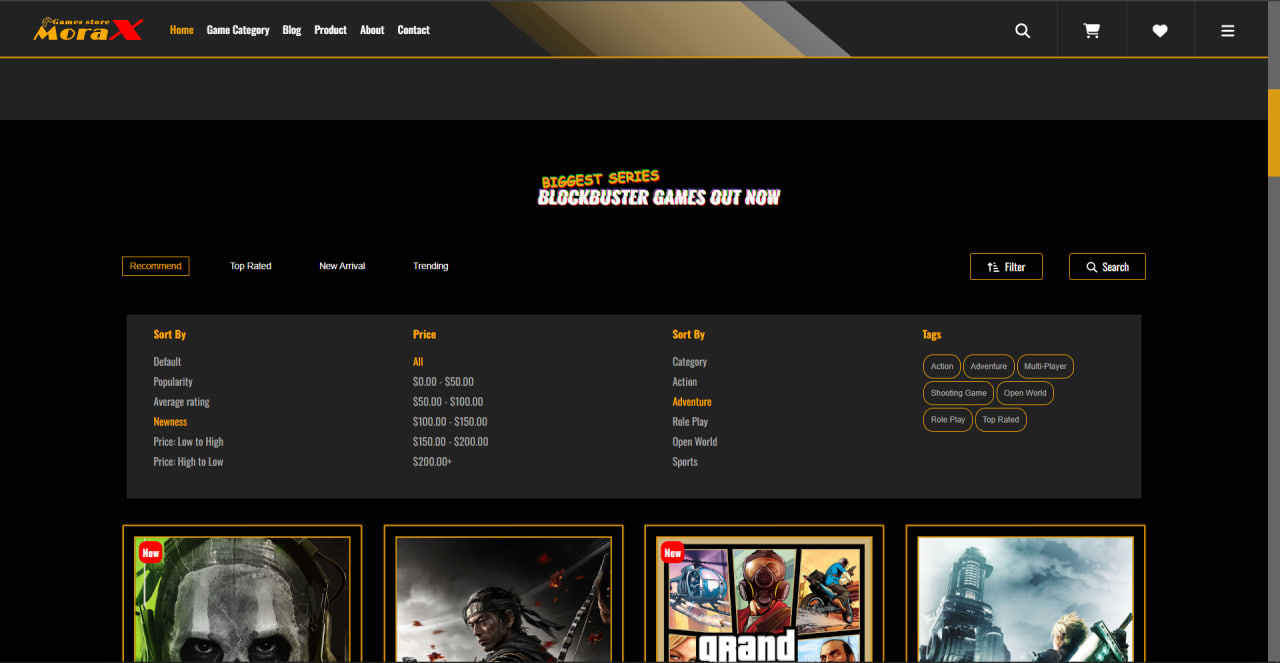 Games store
MoraX
Home Game Category Blog Product About Contact
BIGGEST SERIES
BLOCKBUSTER GAMES OUT NOW
Recommend Top Rated New Arrival Trending Filter Search
Sort By
Default
Popularity
Average rating
Newness
Price: Low to High
Price: High to Low
Price
All
$0.00 - $50.00
$50.00 - $100.00
$100.00 - $150.00
$150.00 - $200.00
$200.00+
Sort By
Category
Action
Adventure
Role Play
Open World
Sports
Tags
Action Adventure Multi-Player
Shooting Game Open World
Role Play Top Rated
New
New
grand